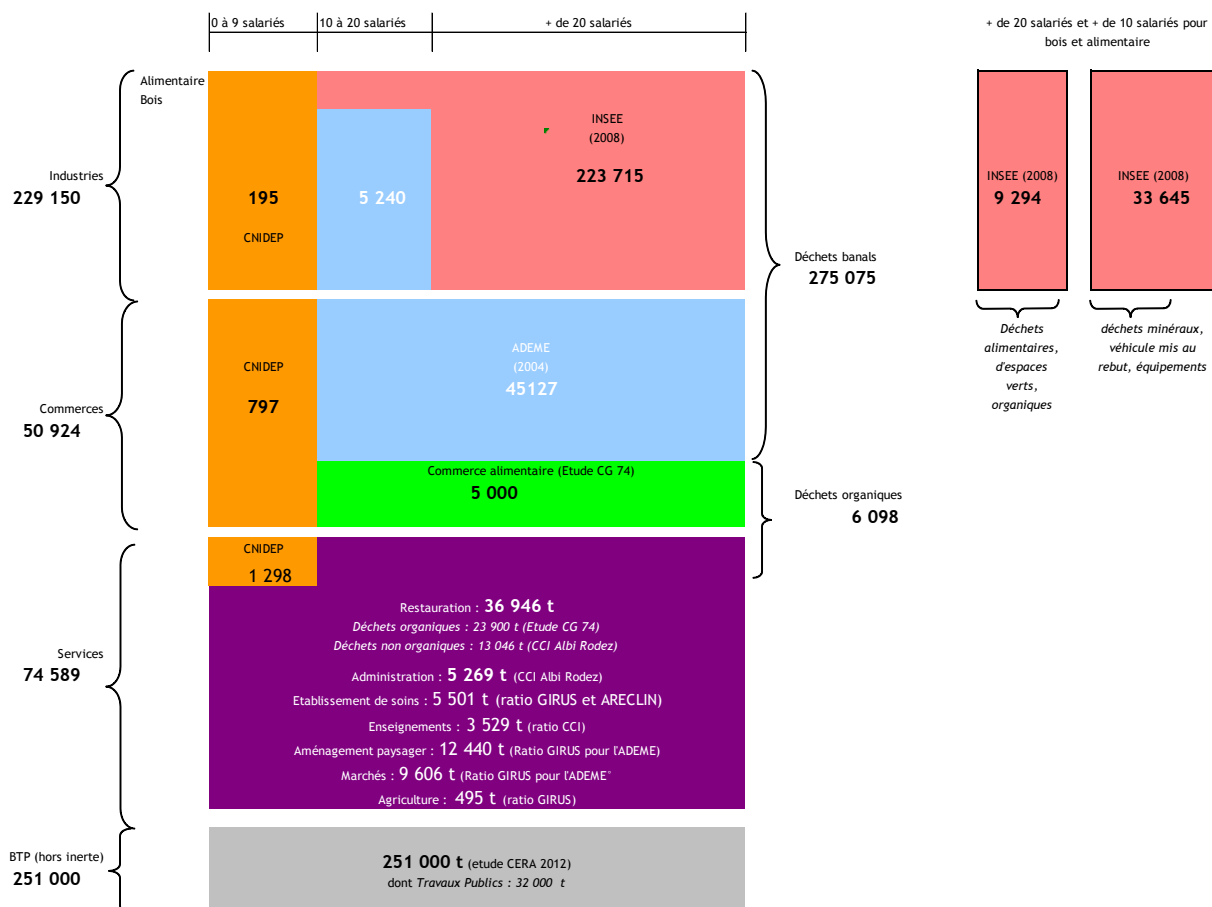 0 à 9 salariés
10 à 20 salariés
+ de 20 salariés
+ de 20 salariés et + de 10 salariés pour
bois et alimentaire
Alimentaire
Bois
Industries
229 150
195
CNIDEP
5 240
INSEE
(2008)
223 715
Déchets banals
275 075
INSEE (2008)
9 294
INSEE (2008)
33 645
Déchets
alimentaires,
d'espaces
verts,
organiques
déchets minéraux,
véhicule mis au
rebut, équipements
Commerces
50 924
CNIDEP
797
ADEME
(2004)
45127
Commerce alimentaire (Etude CG 74)
5 000
Déchets organiques
6 098
Services
74 589
CNIDEP
1 298
Restauration : 36 946 t
Déchets organiques : 23 900 t (Etude CG 74)
Déchets non organiques : 13 046 t (CCI Albi Rodez)
Administration : 5 269 t (CCI Albi Rodez)
Etablissement de soins : 5 501 t (ratio GIRUS et ARECLIN)
Enseignements : 3 529 t (ratio CCI)
Aménagement paysager : 12 440 t (Ratio GIRUS pour l'ADEME)
Marchés : 9 606 t (Ratio GIRUS pour l'ADEME°
Agriculture : 495 t (ratio GIRUS)
BTP (hors inerte)
251 000
251 000 t (etude CERA 2012)
dont Travaux Publics : 32 000 t